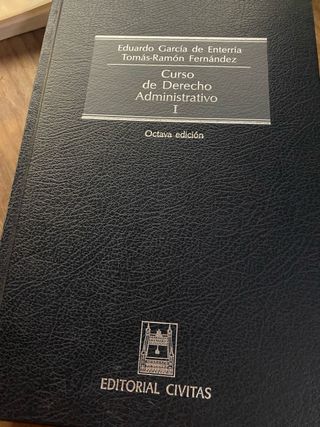 Eduardo García de Enterría
Tomás-Ramón Fernández
Curso
de Derecho
Administrativo
I
Octava edición
EDITORIAL CIVITAS